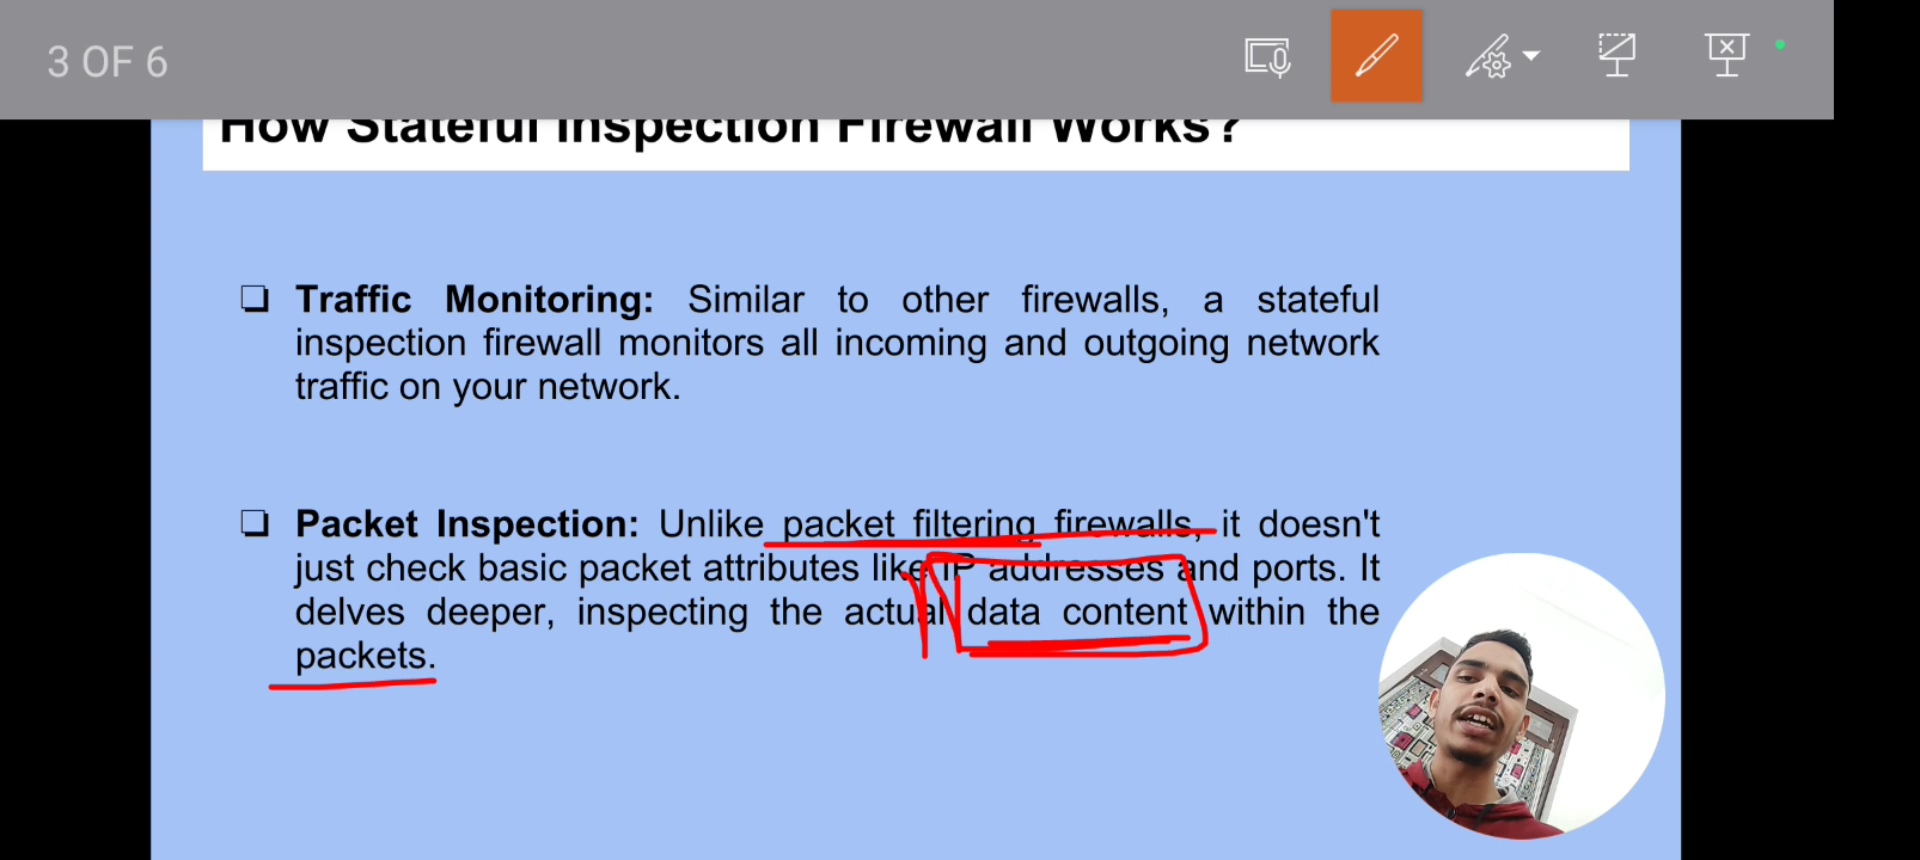 3 OF 6
How Stateful Inspection Firewall Works?
❑ Traffic Monitoring: Similar to other firewalls, a stateful
inspection firewall monitors all incoming and outgoing network
traffic on your network.
❑ Packet Inspection: Unlike packet filtering firewalls, it doesn't
just check basic packet attributes like IP addresses and ports. It
delves deeper, inspecting the actual data content within the
packets.